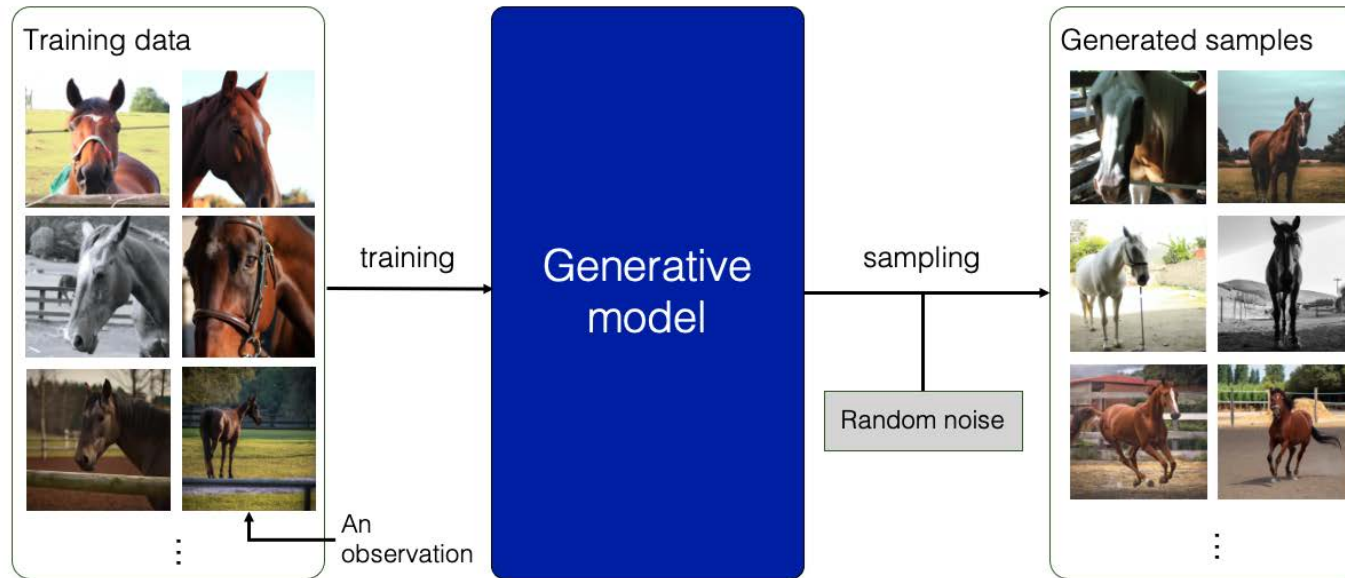 Training data
training
An
observation
Generative
model
sampling
Random noise
Generated samples